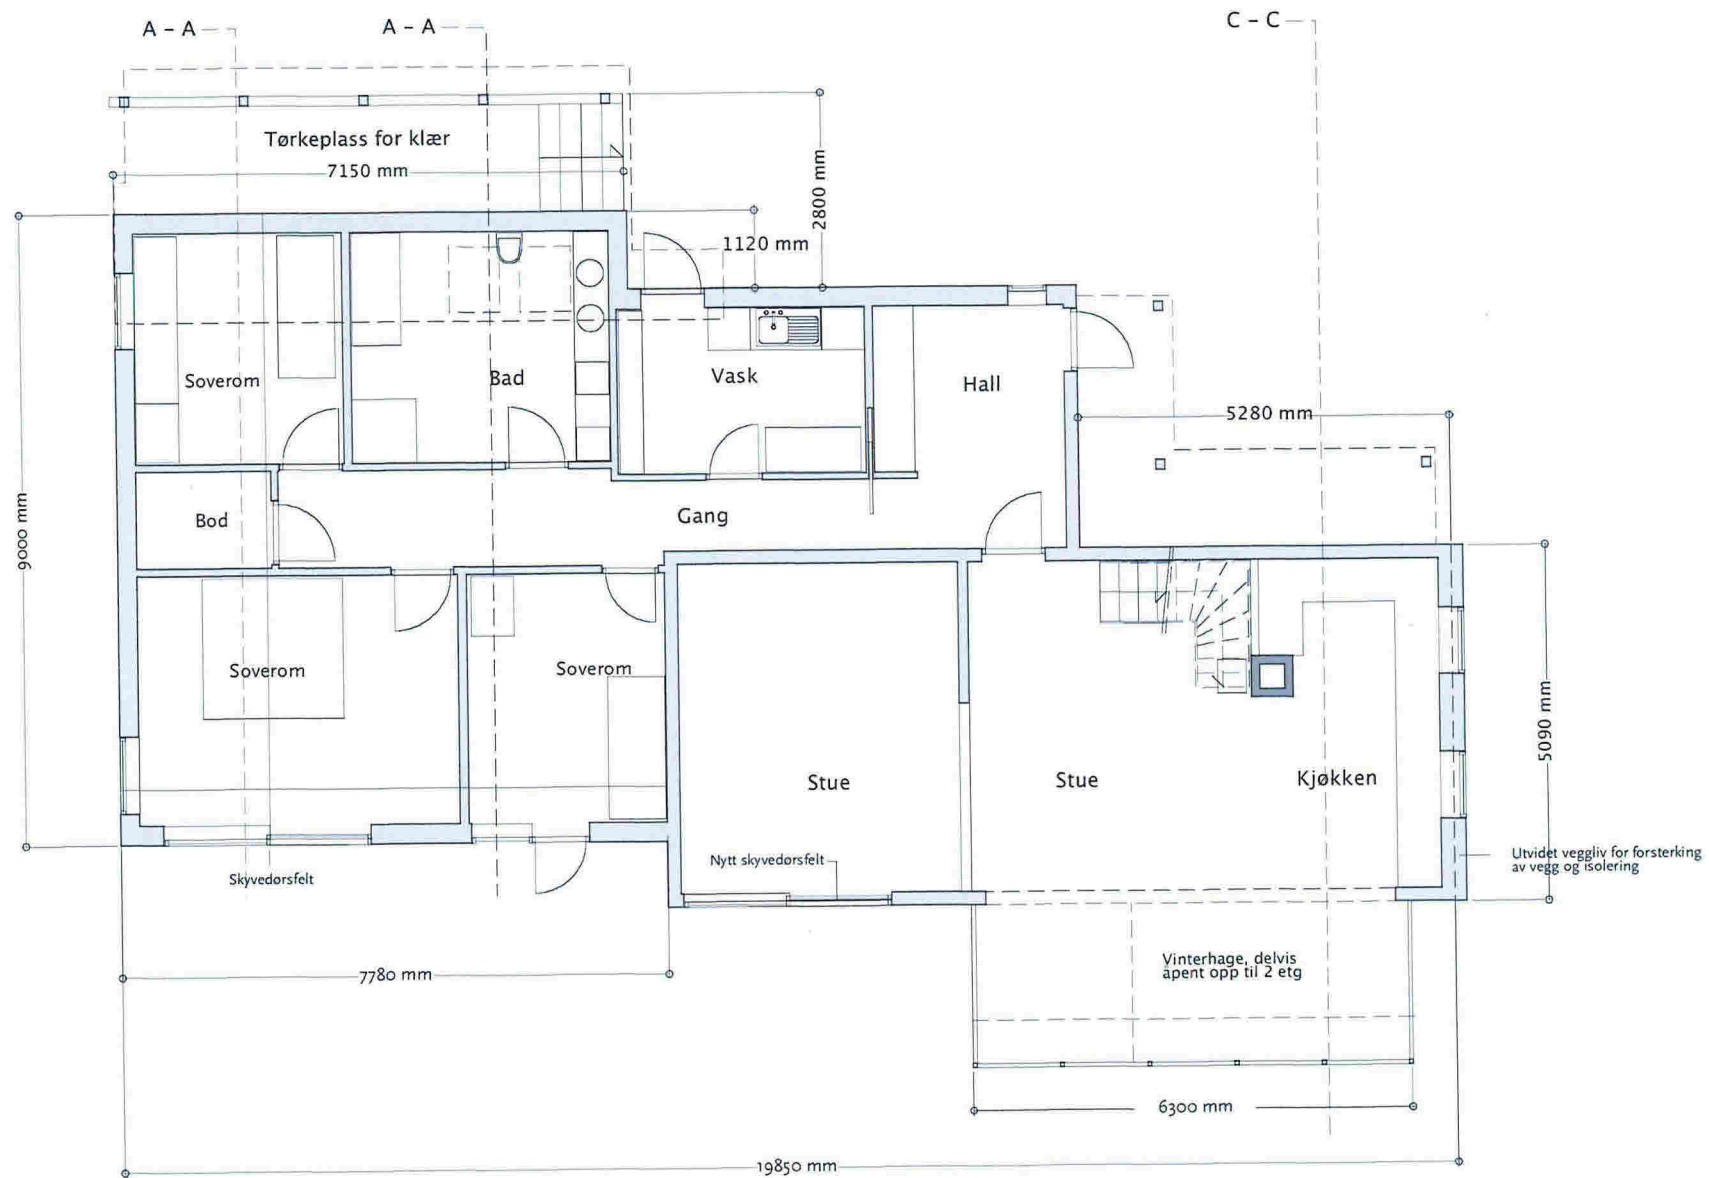 A – A
A – A
C – C
Tørkeplass for klær
7150 mm
2800 mm
1120 mm
Soverom
Bad
Vask
Hall
5280 mm
9000 mm
Bod
Gang
Soverom
Soverom
Stue
Stue
Kjøkken
5090 mm
Nytt skyvedørsfelt
Utvidet veggliv for forsterking
av vegg og isolering
Skyvedørsfelt
7780 mm
Vinterhage, delvis
åpent opp til 2 etg
6300 mm
19850 mm